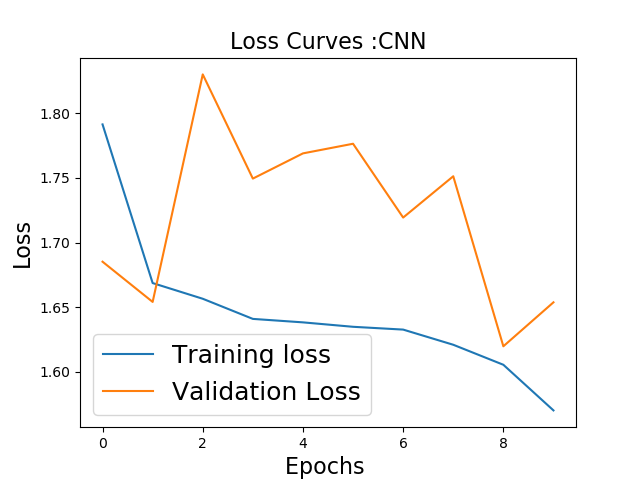 Loss Curves :CNN
Loss
1.80
1.75
1.70
1.65
1.60
Training loss
Validation Loss
0
2
4
6
8
Epochs